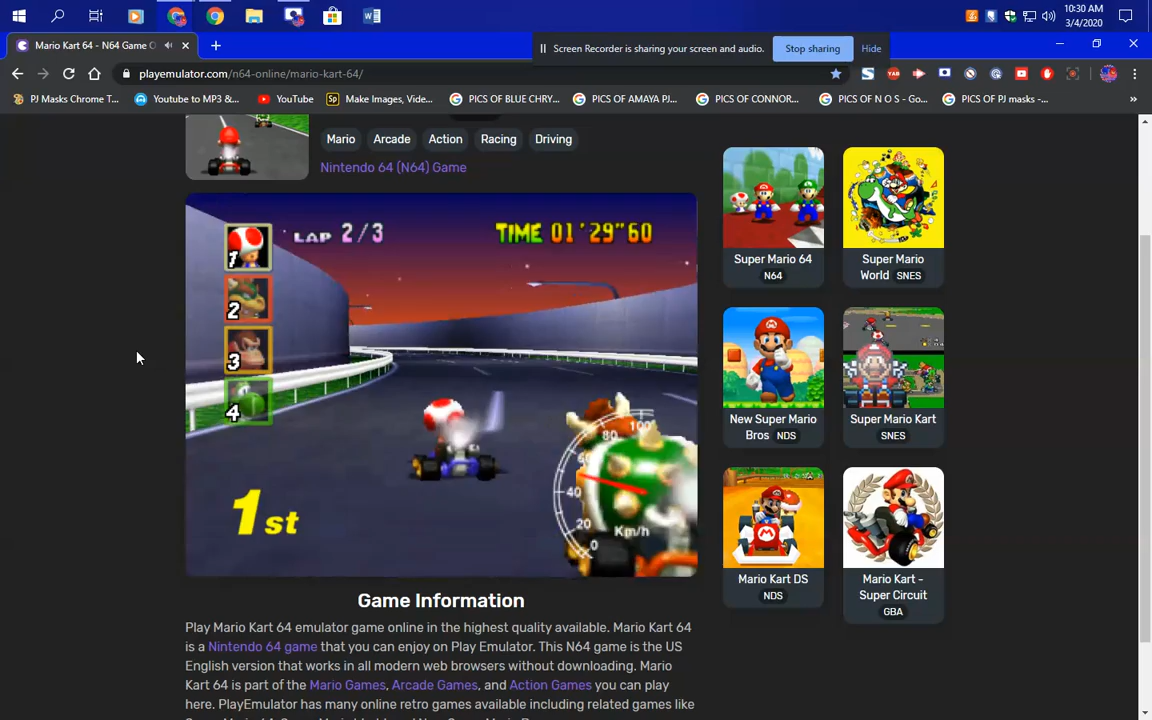 10:30 AM
3/4/2020
Mario Kart 64 - N64 Game O
Screen Recorder is sharing your screen and audio.
Stop sharing
Hide
playemulator.com/n64-online/mario-kart-64/
PJ Masks Chrome T...
Youtube to MP3 &...
YouTube
Make Images, Vide...
PICS OF BLUE CHRY...
PICS OF AMAYA PJ...
PICS OF CONNOR...
PICS OF N O S - Go...
PICS OF PJ masks -...
Mario
Arcade
Action
Racing
Driving
Nintendo 64 (N64) Game
LAP 2/3
TIME 01'29"60
1
2
3
4
1st
100
80
60
40
20
0
Km/h
Super Mario 64
N64
Super Mario
World SNES
New Super Mario
Bros NDS
Super Mario Kart
SNES
Mario Kart DS
NDS
Mario Kart -
Super Circuit
GBA
Game Information
Play Mario Kart 64 emulator game online in the highest quality available. Mario Kart 64
is a Nintendo 64 game that you can enjoy on Play Emulator. This N64 game is the US
English version that works in all modern web browsers without downloading. Mario
Kart 64 is part of the Mario Games, Arcade Games, and Action Games you can play
here. PlayEmulator has many online retro games available including related games like